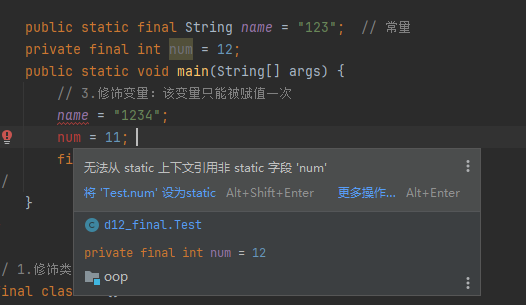 public static final String name = "123";  // 常量
private final int num = 12;
public static void main(String[] args) {
// 3.修饰变量：该变量只能被赋值一次
name = "1234";
num = 11;
fi
/
}
无法从 static 上下文引用非 static 字段 'num'
将 'Test.num' 设为static Alt+Shift+Enter 更多操作... Alt+Enter
d12_final.Test
private final int num = 12
oop
/ 1.修饰类
inal class